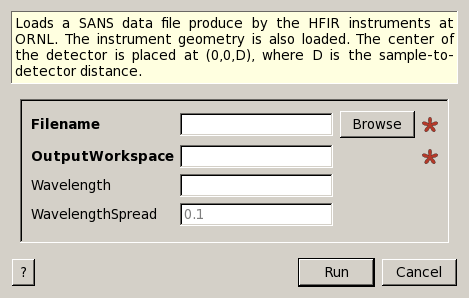 Loads a SANS data file produce by the HFIR instruments at
ORNL. The instrument geometry is also loaded. The center of
the detector is placed at (0,0,D), where D is the sample-to-
detector distance.
Filename Browse *
OutputWorkspace *
Wavelength
WavelengthSpread 0.1
? Run Cancel